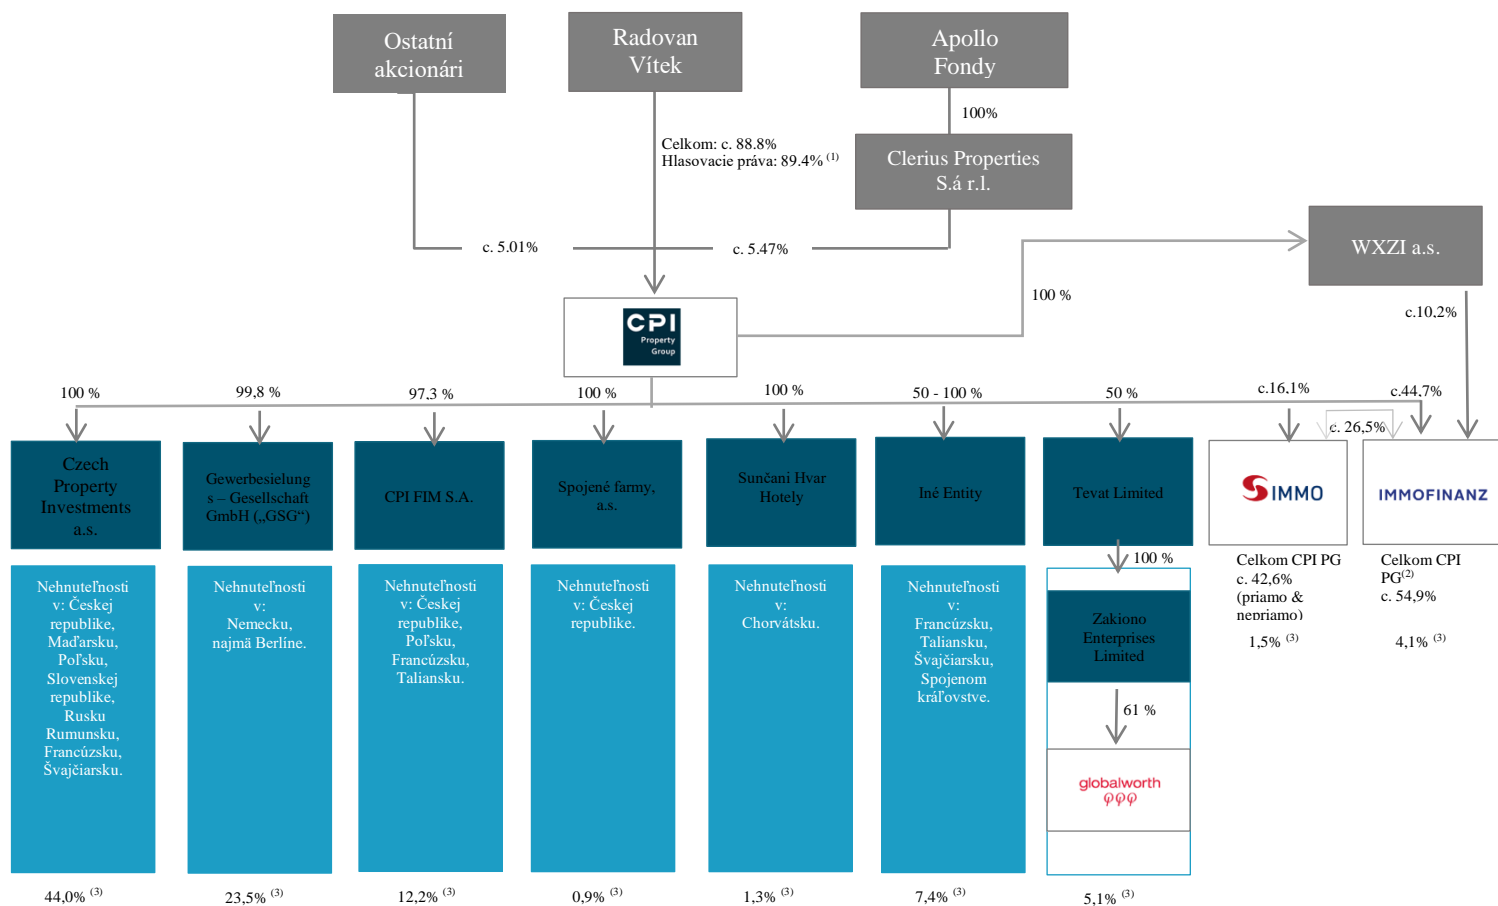 Ostatní
akcionári
Radovan
Vítek
Apollo
Fondy
100%
Celkom: c. 88.8%
Hlasovacie práva: 89.4% (1)
Clerius Properties
S.á r.l.
c. 5.01%
c. 5.47%
WXZI a.s.
100 %
c.10,2%
CPI
Property
Group
100 %
99,8 %
97.3 %
100 %
100 %
50 - 100 %
50 %
c.16,1%
c.44,7%
c. 26,5%
Czech
Property
Investments
a.s.
Gewerbesielung
s – Gesellschaft
GmbH („GSG“)
CPI FIM S.A.
Spojené farmy,
a.s.
Sunčani Hvar
Hotely
Iné Entity
Tevat Limited
SIMMO
IMMOFINANZ
100 %
Nehnuteľnosti
v: Českej
republike,
Maďarsku,
Poľsku,
Slovenskej
republike,
Rusku
Rumunsku,
Francúzsku,
Švajčiarsku.
Nehnuteľnosti
v:
Nemecku,
najmä Berlíne.
Nehnuteľnosti
v: Českej
republike,
Poľsku,
Francúzsku,
Taliansku.
Nehnuteľnosti
v: Českej
republike.
Nehnuteľnosti
v:
Chorvátsku.
Nehnuteľnosti
v:
Francúzsku,
Taliansku,
Švajčiarsku,
Spojenom
kráľovstve.
Zakiono
Enterprises
Limited
61 %
globalworth
Celkom CPI PG
c. 42,6%
(priamo &
nepriamo)
1,5% (3)
Celkom CPI
PG(2)
c. 54,9%
4,1% (3)
44,0% (3)
23,5% (3)
12,2% (3)
0,9% (3)
1,3% (3)
7,4% (3)
5,1% (3)